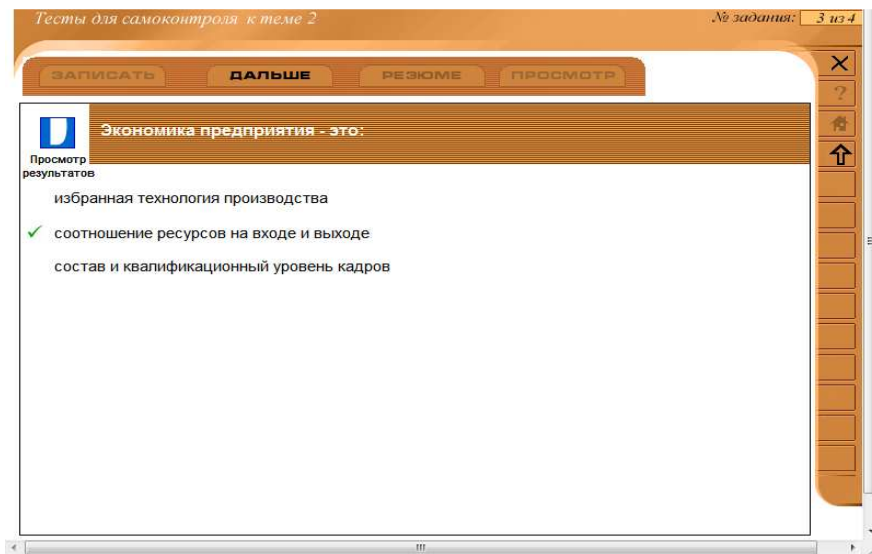 Тесты для самоконтроля к теме 2
№ задания: 3 из 4
ЗАПИСАТЬ ДАЛЬШЕ РЕЗЮМЕ ПРОСМОТР
Экономика предприятия - это:
Просмотр
результатов
избранная технология производства
соотношение ресурсов на входе и выходе
состав и квалификационный уровень кадров